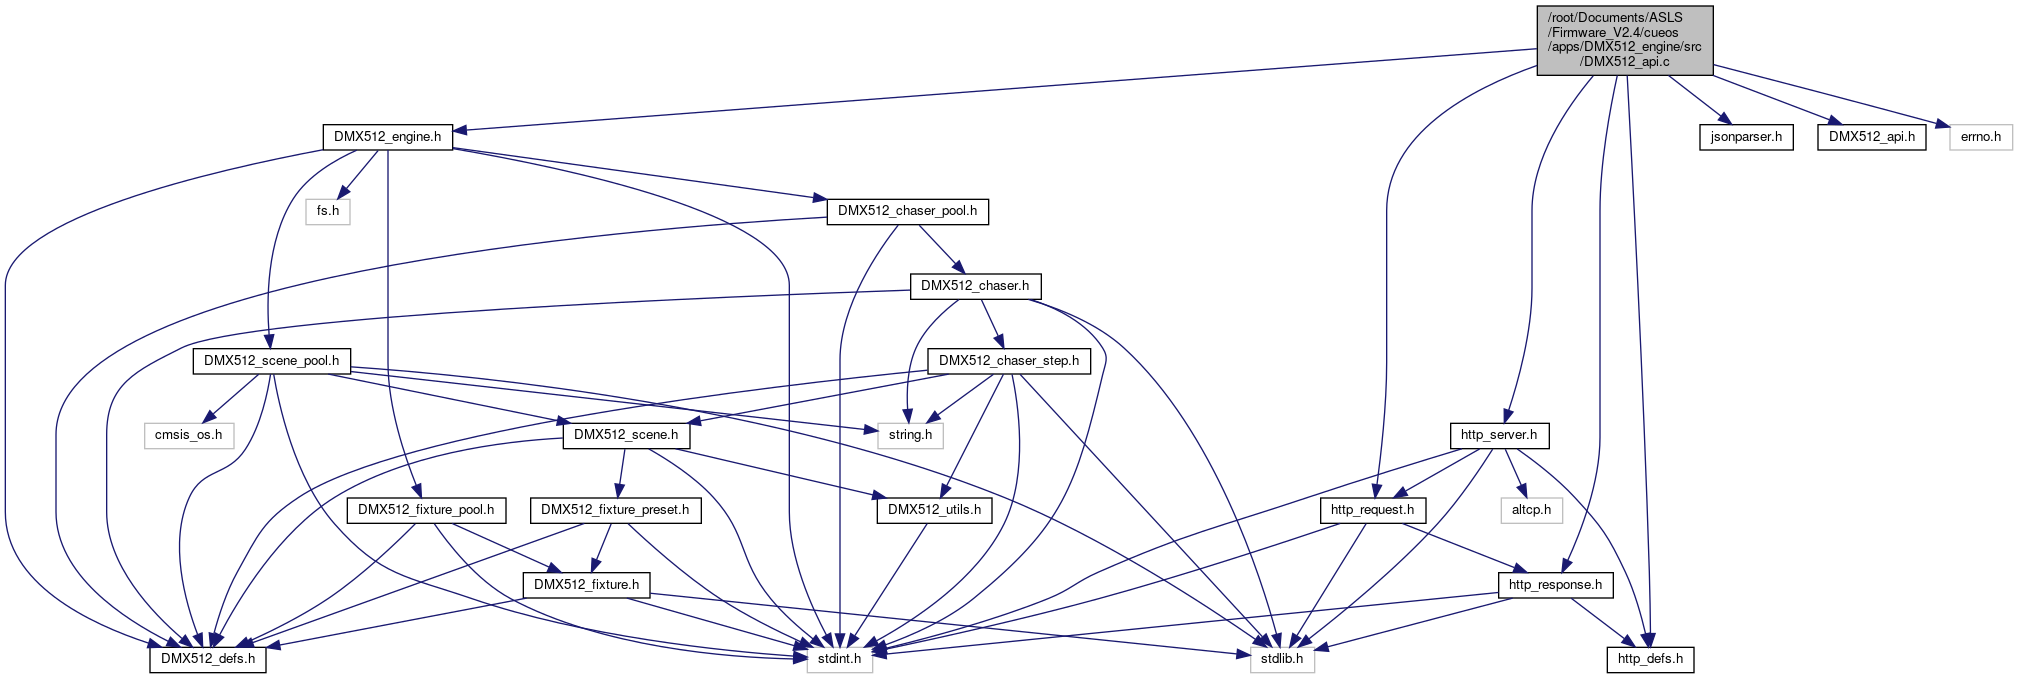 /root/Documents/ASLS
/Firmware_V2.4/cueos
/apps/DMX512_engine/src
/DMX512_api.c
DMX512_engine.h
jsonparser.h
DMX512_api.h
errno.h
fs.h
DMX512_chaser_pool.h
DMX512_chaser.h
DMX512_scene_pool.h
DMX512_chaser_step.h
cmsis_os.h
DMX512_scene.h
string.h
http_server.h
DMX512_fixture_pool.h
DMX512_fixture_preset.h
DMX512_utils.h
http_request.h
altcp.h
DMX512_fixture.h
http_response.h
DMX512_defs.h
stdint.h
stdlib.h
http_defs.h